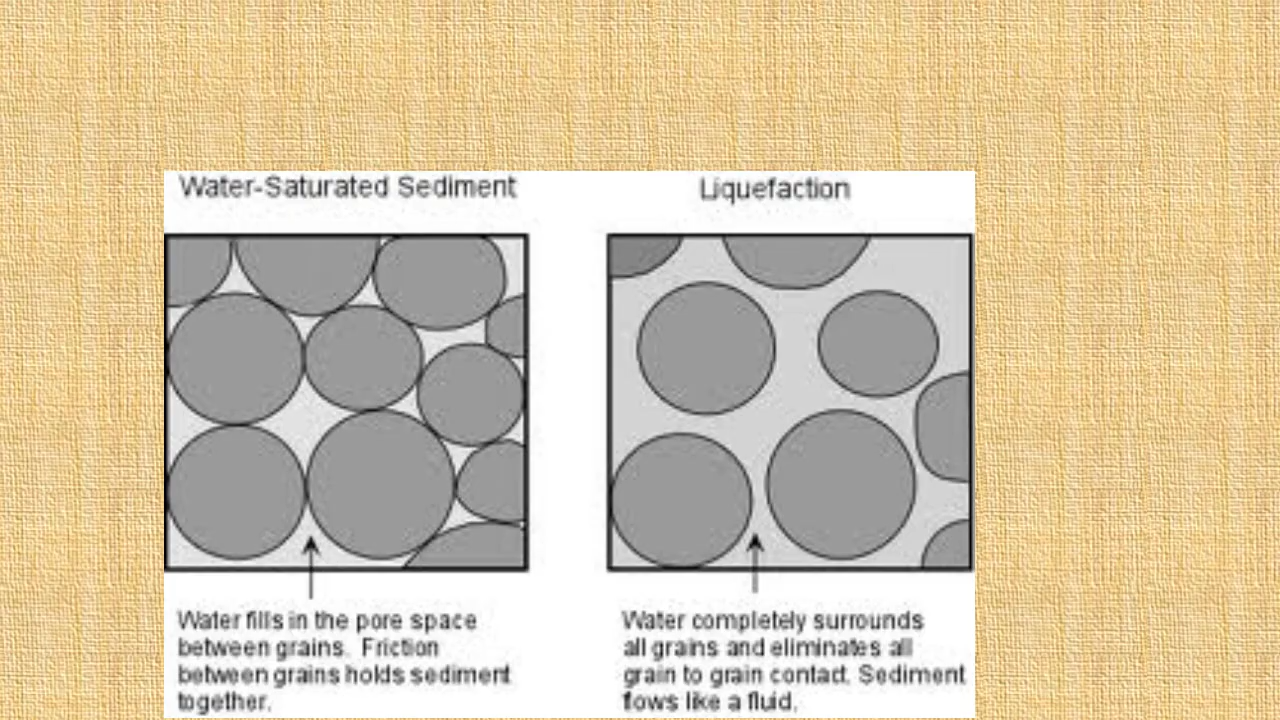 Water-Saturated Sediment
Liquefaction
Water fills in the pore space
between grains. Friction
between grains holds sediment
together.
Water completely surrounds
all grains and eliminates all
grain to grain contact. Sediment
flows like a fluid.